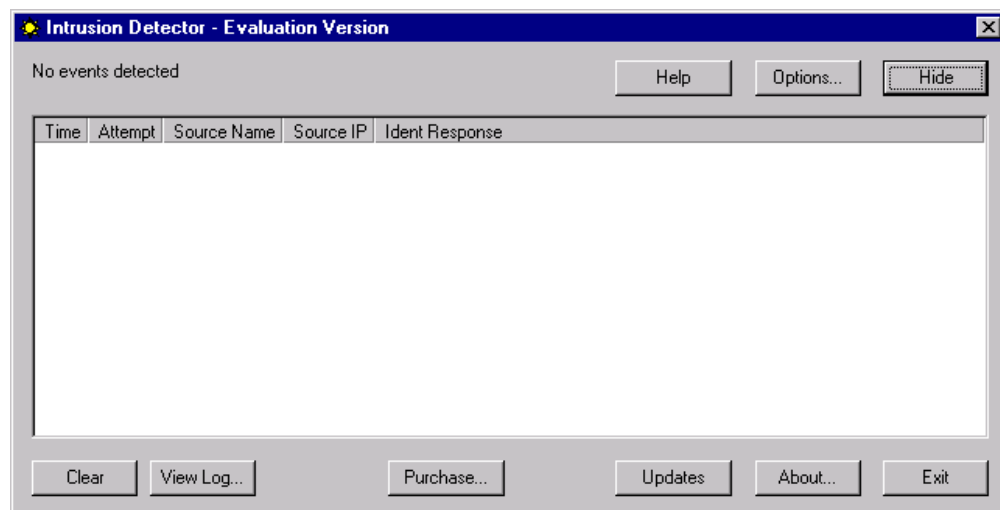 Intrusion Detector - Evaluation Version
No events detected Help Options... Hide
Time Attempt Source Name Source IP Ident Response
Clear View Log... Purchase... Updates About... Exit